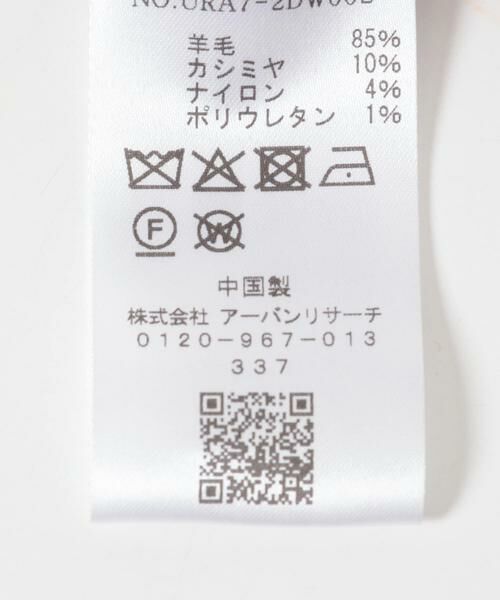 羊毛 85%
カシミヤ 10%
ナイロン 4%
ポリウレタン 1%
F
W
中国製
株式会社 アーバンリサーチ
0120-967-013
337